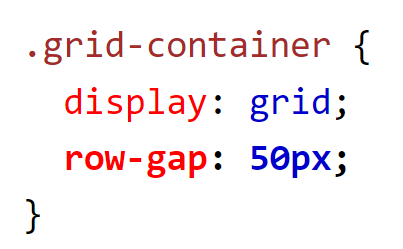 .grid-container {
  display: grid;
  row-gap: 50px;
}